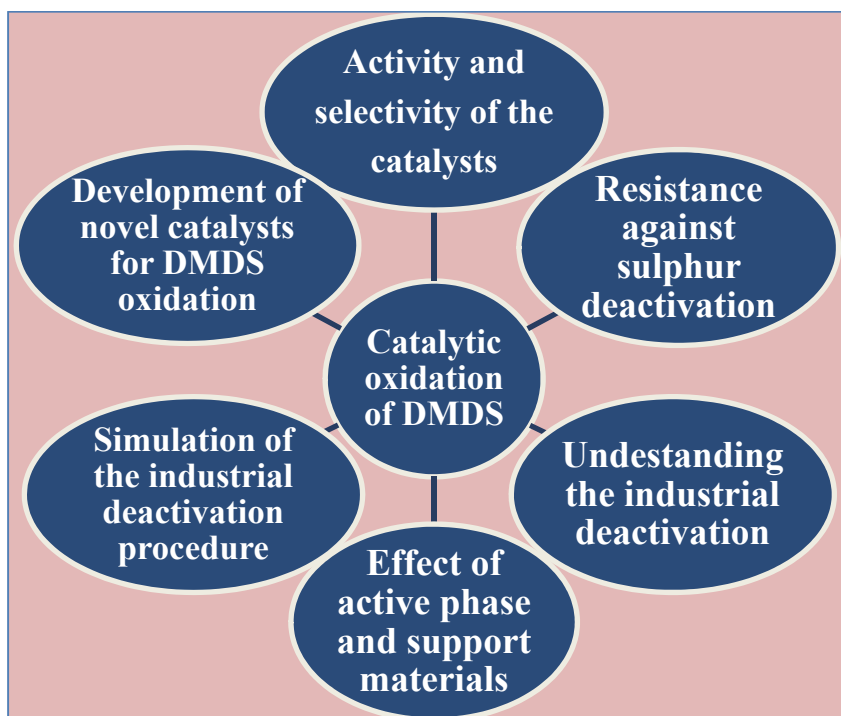 Activity and
selectivity of the
catalysts
Development of
novel catalysts
for DMDS
oxidation
Resistance
against
sulphur
deactivation
Catalytic
oxidation
of DMDS
Simulation of
the industrial
deactivation
procedure
Undestanding
the industrial
deactivation
Effect of
active phase
and support
materials